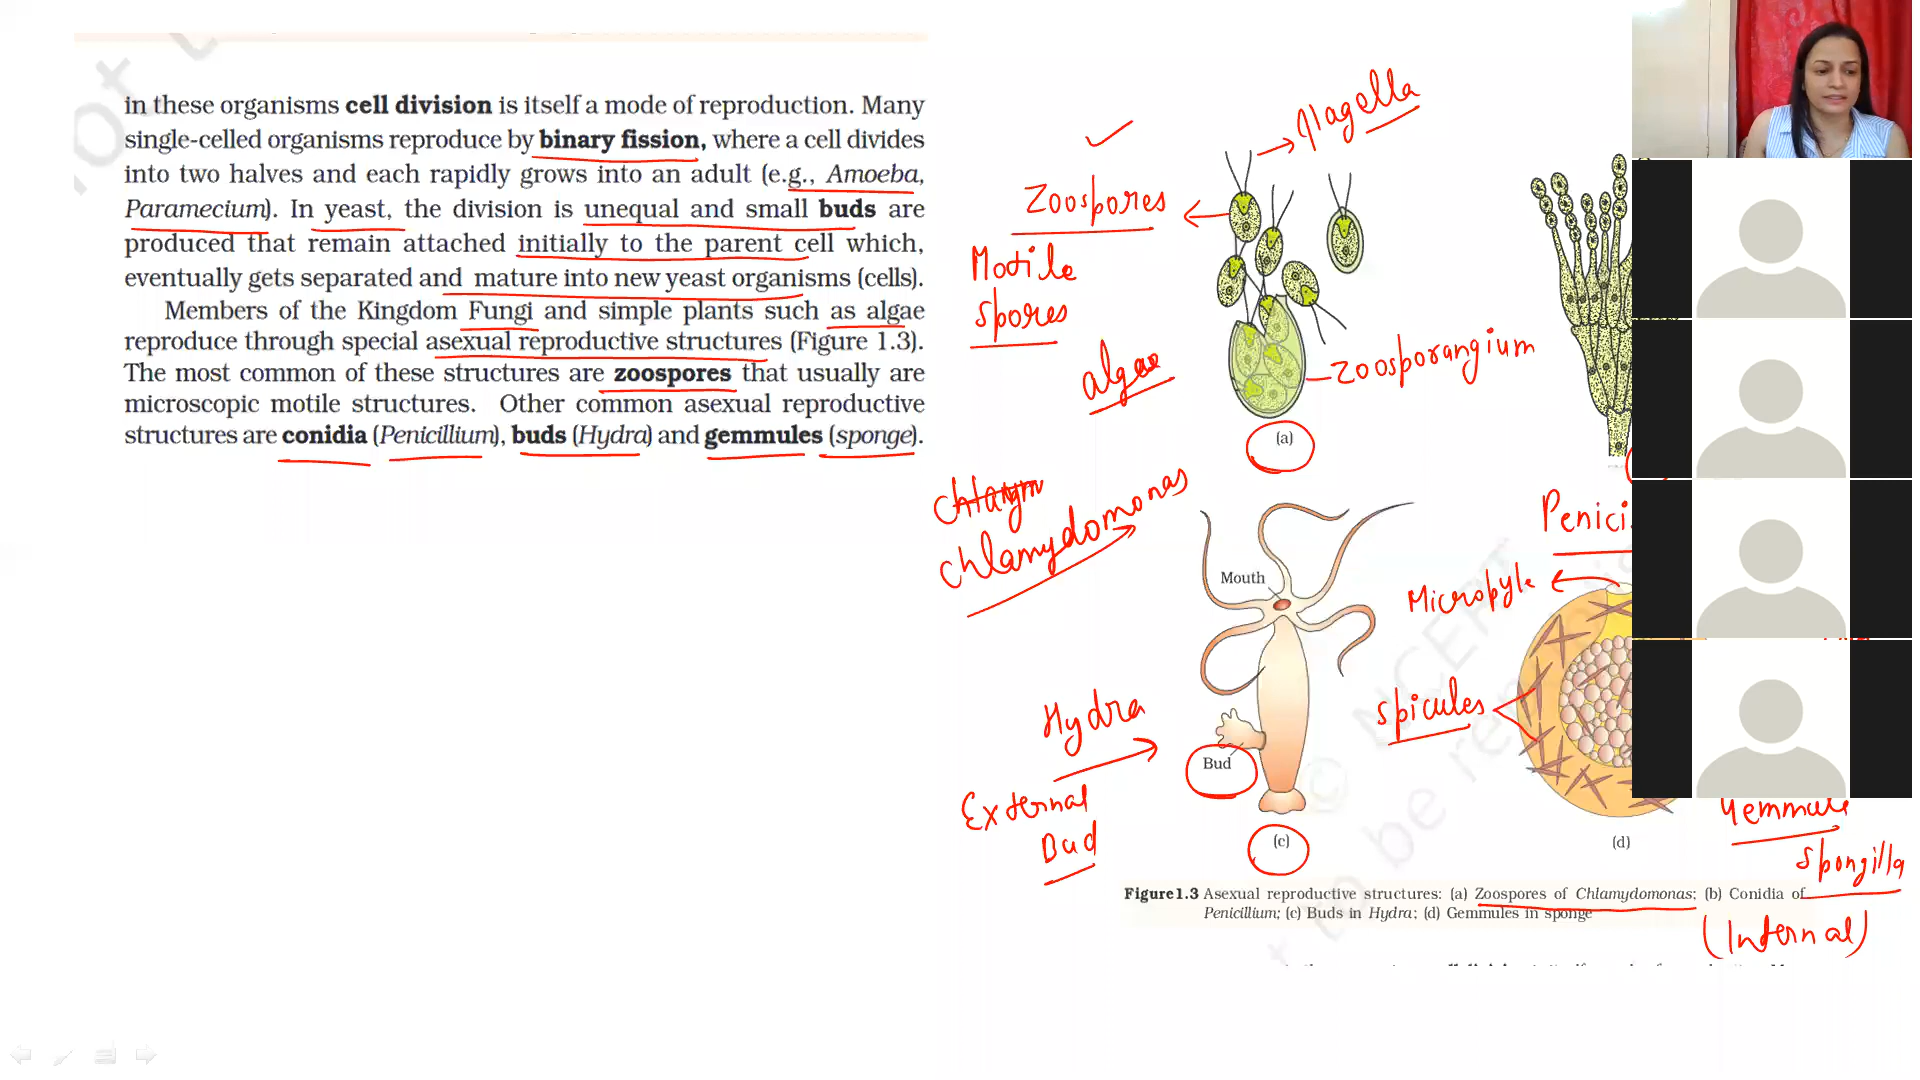 in these organisms cell division is itself a mode of reproduction. Many
single-celled organisms reproduce by binary fission, where a cell divides
into two halves and each rapidly grows into an adult (e.g., Amoeba,
Paramecium). In yeast, the division is unequal and small buds are
produced that remain attached initially to the parent cell which,
eventually gets separated and mature into new yeast organisms (cells).
Members of the Kingdom Fungi and simple plants such as algae
reproduce through special asexual reproductive structures (Figure 1.3).
The most common of these structures are zoospores that usually are
microscopic motile structures. Other common asexual reproductive
structures are conidia (Penicillium), buds (Hydra) and gemmules (sponge).
flagella
Zoospores
Motile
spores
algae
Zoosporangium
(a)
chlamydomonas
Mouth
Penici
Micropyle
Spicules
Hydra
Bud
External
Bud
(c)
(d)
Gemmule
Spongilla
(Internal)
Figure1.3 Asexual reproductive structures: (a) Zoospores of Chlamydomonas; (b) Conidia of
Penicillium; (c) Buds in Hydra; (d) Gemmules in sponge
© NCERT
not to be re